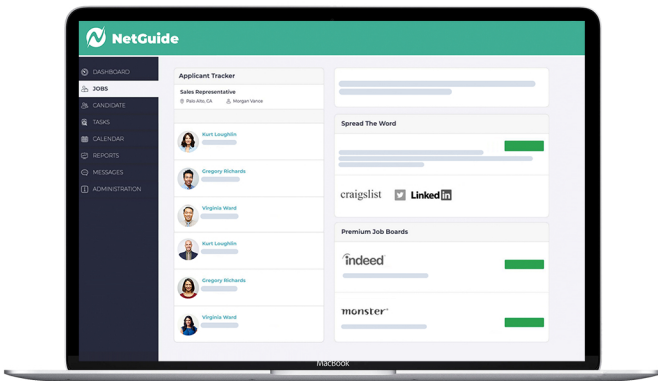 NetGuide
DASHBOARD
JOBS
CANDIDATE
TASKS
CALENDAR
REPORTS
MESSAGES
ADMINISTRATION
Applicant Tracker
Sales Representative
Palo Alto, CA Morgan Vance
Kurt Loughlin
Gregory Richards
Virginia Ward
Kurt Loughlin
Gregory Richards
Virginia Ward
Spread The Word
craigslist Linked in
Premium Job Boards
indeed
monster
MacBook